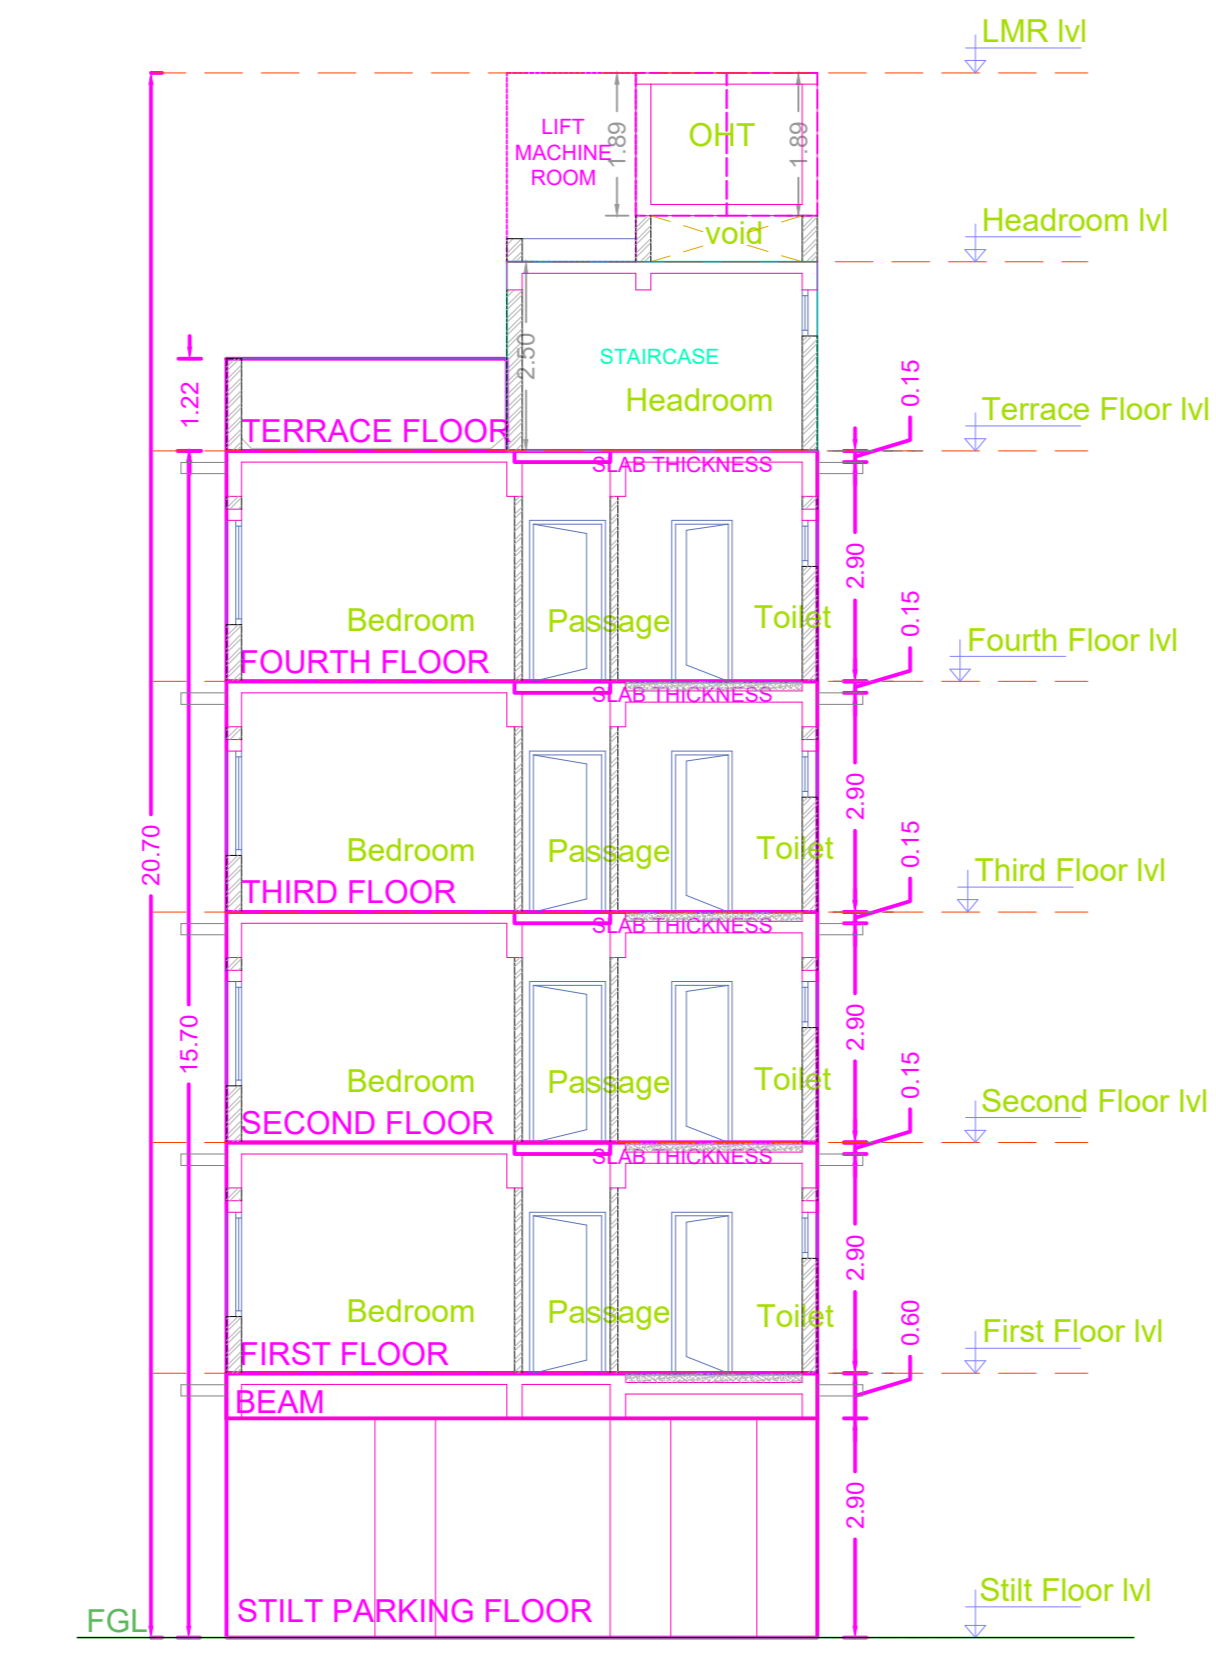 LMR lvl
LIFT
MACHINE
ROOM
1.89
OHT
1.89
Headroom lvl
void
2.50
STAIRCASE
Headroom
1.22
0.15
TERRACE FLOOR
Terrace Floor lvl
SLAB THICKNESS
2.90
Bedroom
Passage
Toilet
0.15
FOURTH FLOOR
Fourth Floor lvl
SLAB THICKNESS
2.90
20.70
Bedroom
Passage
Toilet
0.15
THIRD FLOOR
Third Floor lvl
SLAB THICKNESS
15.70
2.90
Bedroom
Passage
Toilet
0.15
SECOND FLOOR
Second Floor lvl
SLAB THICKNESS
2.90
Bedroom
Passage
Toilet
0.60
FIRST FLOOR
First Floor lvl
BEAM
2.90
STILT PARKING FLOOR
Stilt Floor lvl
FGL